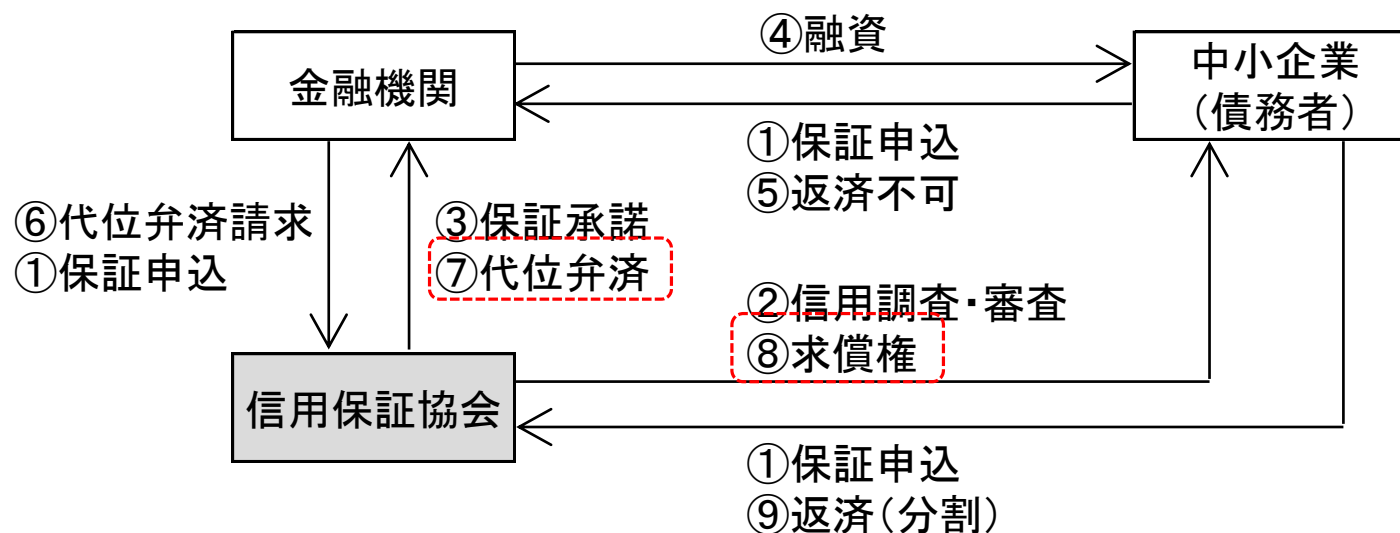 ④融資
金融機関
中小企業
（債務者）
①保証申込
⑤返済不可
⑥代位弁済請求
①保証申込
③保証承諾
⑦代位弁済
②信用調査・審査
⑧求償権
信用保証協会
①保証申込
⑨返済（分割）